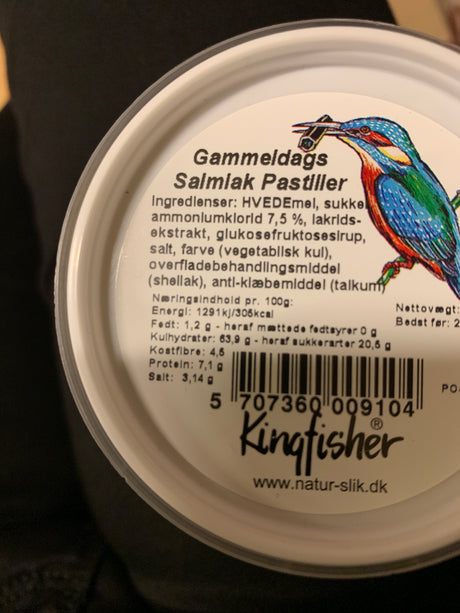 Gammeldags
Salmiak Pastiller
Ingredienser: HVEDEmel, sukker,
ammoniumklorid 7,5 %, lakrids-
ekstrakt, glukosefruktosesirup,
salt, farve (vegetabilsk kul),
overfladebehandlingsmiddel
(shellak), anti-klæbemiddel (talkum)
Næringsindhold pr. 100g:
Energi: 1291kj/305kcal
Fedt: 1,2 g - heraf mættede fedtsyrer 0 g
Kulhydrater: 63,9 g - heraf sukkerarter 20,5 g
Kostfibre: 4,5
Protein: 7,1 g
Salt: 3,14 g
Nettovægt:
Bedst før: 2
PO
5 707360 009104
Kingfisher®
www.natur-slik.dk